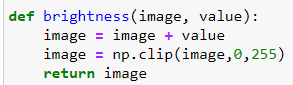 def brightness(image, value):
    image = image + value
    image = np.clip(image,0,255)
    return image